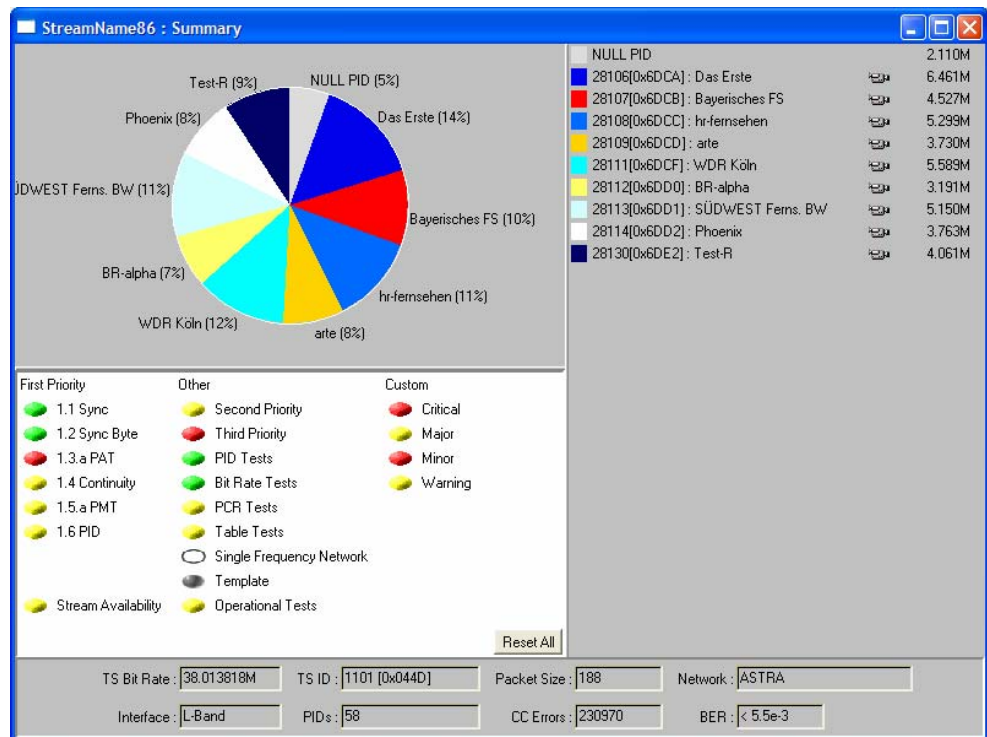 StreamName86 : Summary
NULL PID (5%)
Das Erste (14%)
Bayerisches FS (10%)
hr-fernsehen (11%)
arte (8%)
WDR Köln (12%)
BR-alpha (7%)
ÜDWEST Ferns. BW (11%)
Phoenix (8%)
Test-R (9%)
NULL PID 2.110M
28106[0x6DCA] : Das Erste 6.461M
28107[0x6DCB] : Bayerisches FS 4.527M
28108[0x6DCC] : hr-fernsehen 5.299M
28109[0x6DCD] : arte 3.730M
28111[0x6DCF] : WDR Köln 5.589M
28112[0x6DD0] : BR-alpha 3.191M
28113[0x6DD1] : SÜDWEST Ferns. BW 5.150M
28114[0x6DD2] : Phoenix 3.763M
28130[0x6DE2] : Test-R 4.061M
First Priority
1.1 Sync
1.2 Sync Byte
1.3.a PAT
1.4 Continuity
1.5.a PMT
1.6 PID
Stream Availability
Other
Second Priority
Third Priority
PID Tests
Bit Rate Tests
PCR Tests
Table Tests
Single Frequency Network
Template
Operational Tests
Custom
Critical
Major
Minor
Warning
Reset All
TS Bit Rate : 38.013818M TS ID : 1101 [0x044D] Packet Size : 188 Network : ASTRA
Interface : L-Band PIDs : 58 CC Errors : 230970 BER : < 5.5e-3